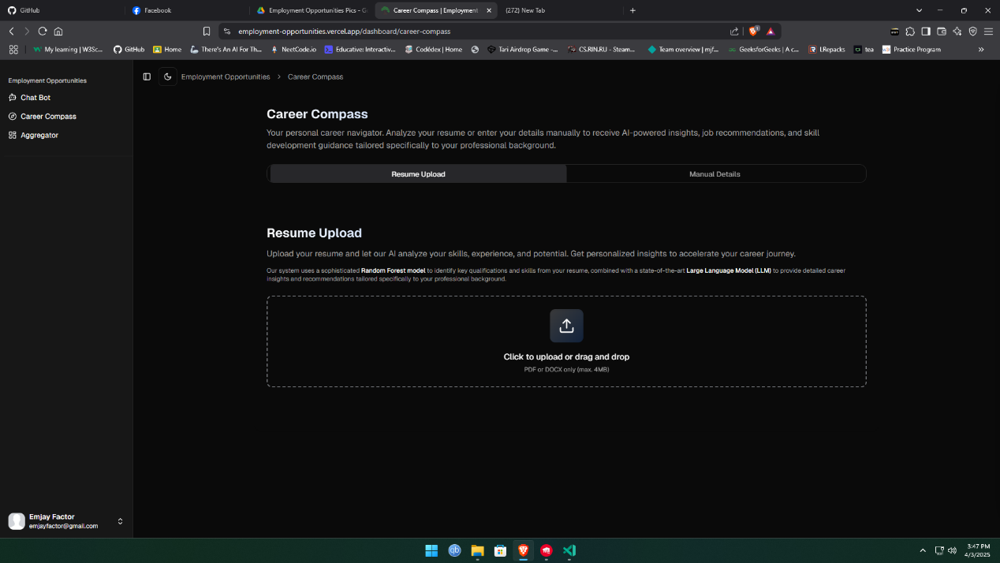 GitHub
Facebook
Employment Opportunities Pics - G
Career Compass | Employment
(272) New Tab
employment-opportunities.vercel.app/dashboard/career-compass
1
My learning | W3Sc...
GitHub
Home
There's An AI For Th...
NeetCode.io
Educative: Interactiv...
Codédex | Home
Tari Airdrop Game -...
CS.RIN.RU - Steam...
Team overview | mjf...
GeeksforGeeks | A c...
LRepacks
tea
Practice Program
Employment Opportunities
Chat Bot
Career Compass
Aggregator
Employment Opportunities > Career Compass
Career Compass
Your personal career navigator. Analyze your resume or enter your details manually to receive AI-powered insights, job recommendations, and skill
development guidance tailored specifically to your professional background.
Resume Upload
Manual Details
Resume Upload
Upload your resume and let our AI analyze your skills, experience, and potential. Get personalized insights to accelerate your career journey.
Our system uses a sophisticated Random Forest model to identify key qualifications and skills from your resume, combined with a state-of-the-art Large Language Model (LLM) to provide detailed career
insights and recommendations tailored specifically to your professional background.
Click to upload or drag and drop
PDF or DOCX only (max. 4MB)
Emjay Factor
emjayfactor@gmail.com
qb
3:47 PM
4/3/2025